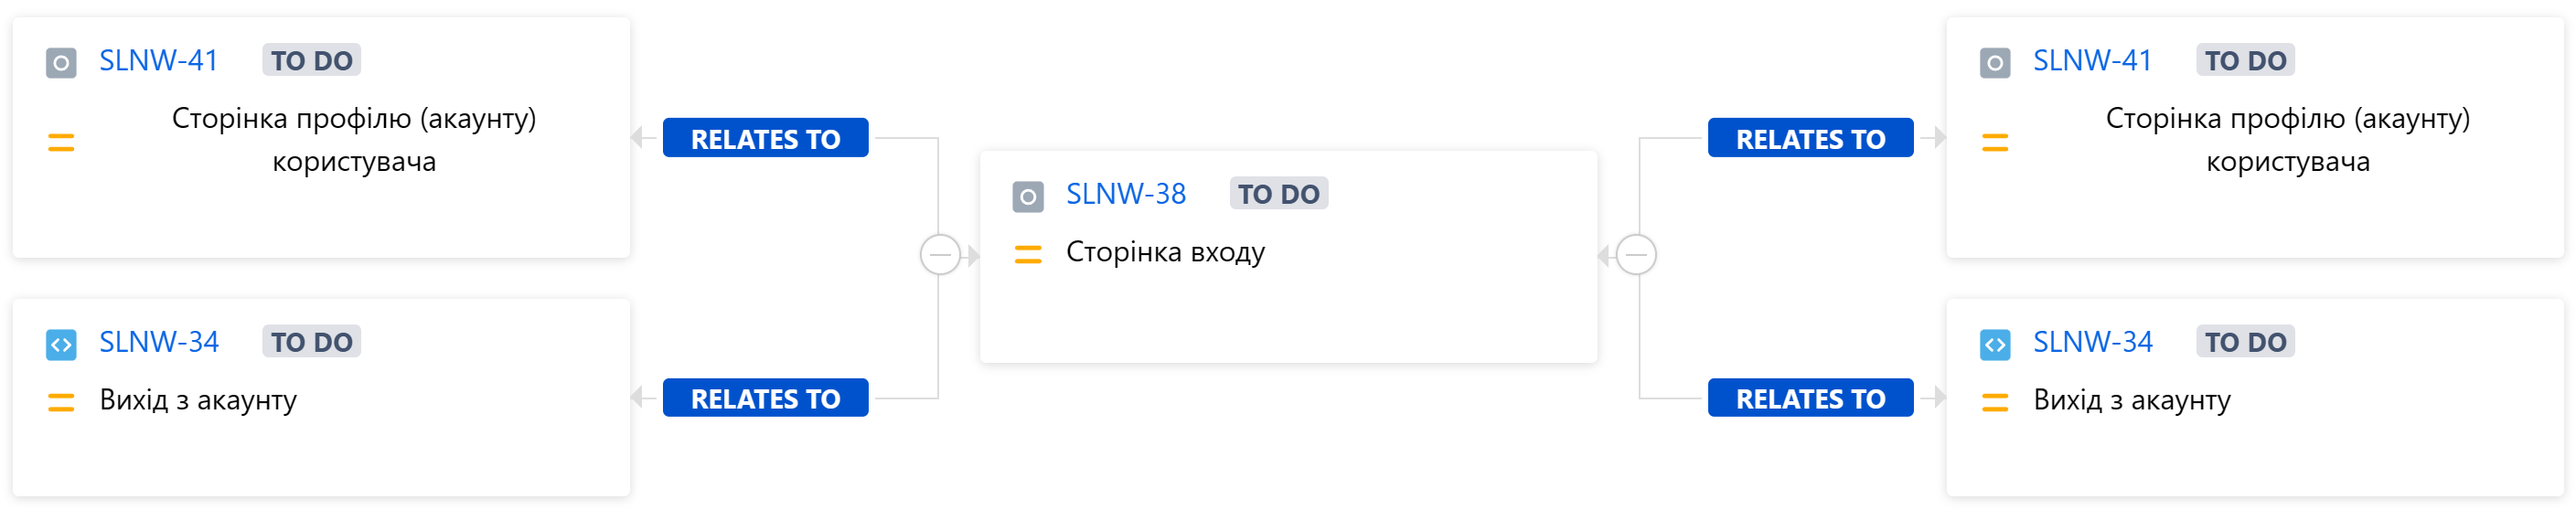 SLNW-41 TO DO
Сторінка профілю (акаунту)
користувача
RELATES TO
SLNW-34 TO DO
Вихід з акаунту
RELATES TO
SLNW-38 TO DO
Сторінка входу
RELATES TO
SLNW-41 TO DO
Сторінка профілю (акаунту)
користувача
RELATES TO
SLNW-34 TO DO
Вихід з акаунту